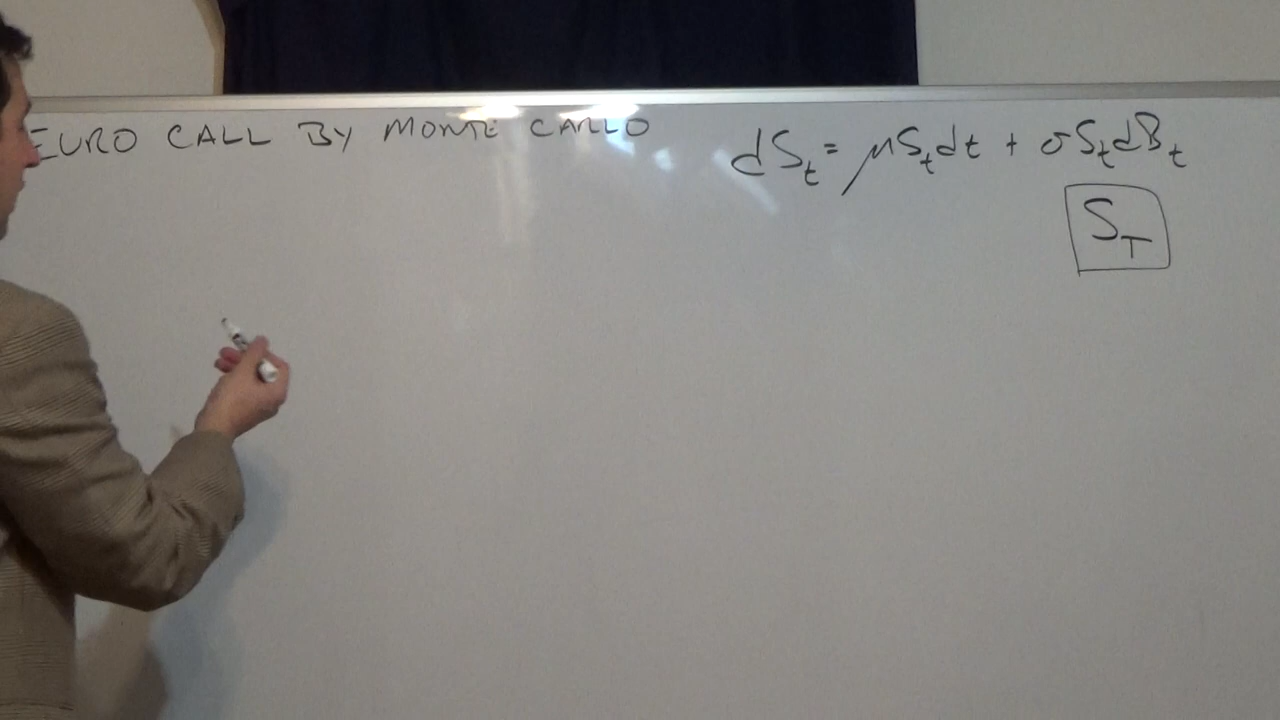 EURO CALL BY MONTE CARLO
dS_t = μS_t dt + σS_t dB_t
S_T